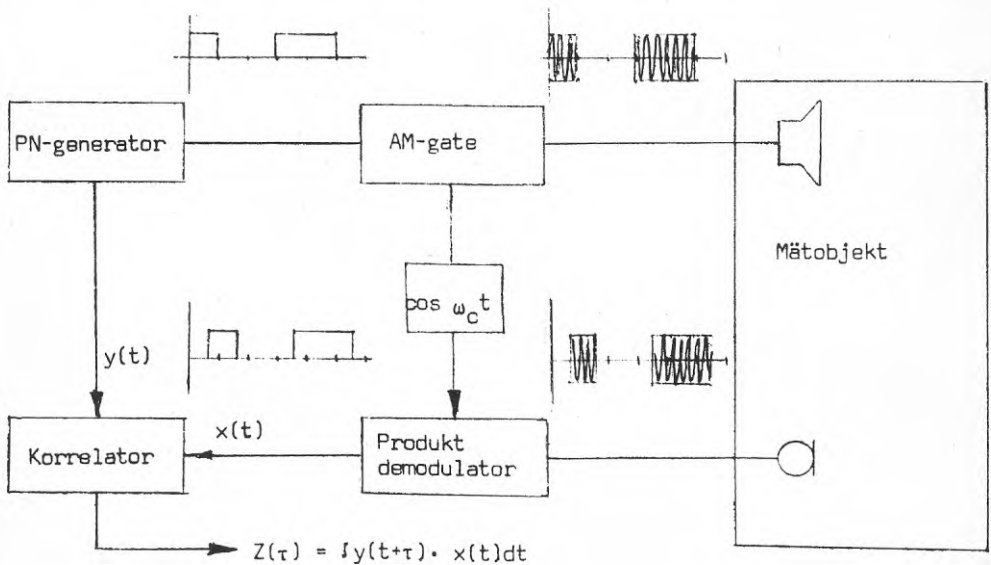 PN-generator
AM-gate
Mätobjekt
cos ω_c t
y(t)
x(t)
Korrelator
Produkt
demodulator
Z(τ) = ∫y(t+τ)· x(t)dt